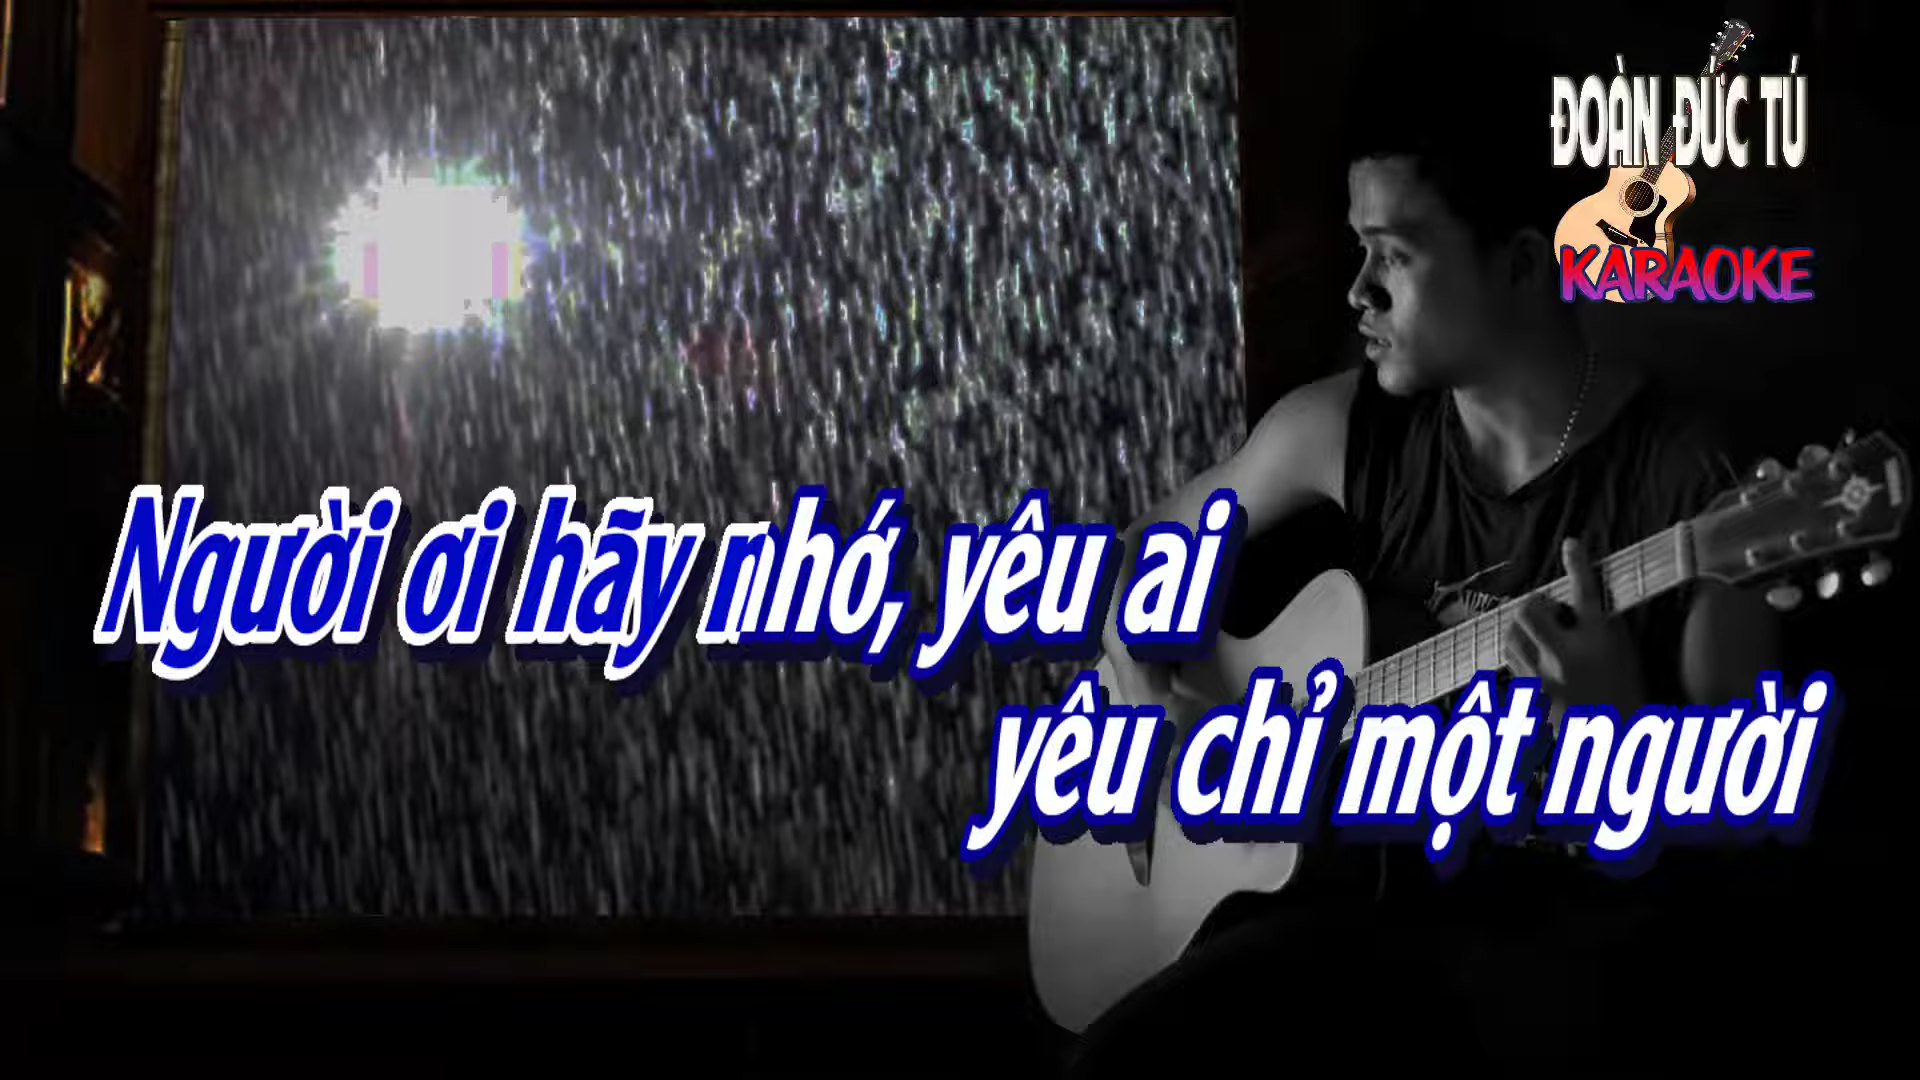 ĐOÀN ĐỨC TÚ
KARAOKE
Người ơi hãy nhớ, yêu ai
yêu chỉ một người